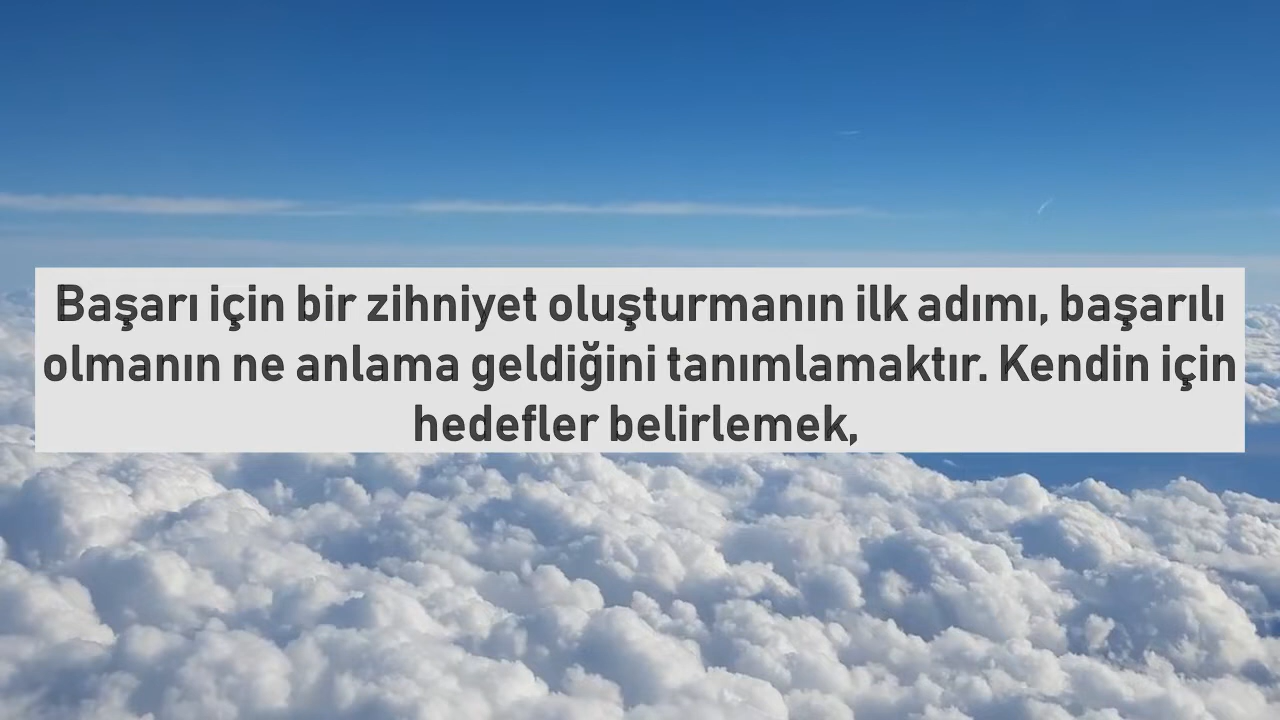 Başarı için bir zihniyet oluşturmanın ilk adımı, başarılı
olmanın ne anlama geldiğini tanımlamaktır. Kendin için
hedefler belirlemek,